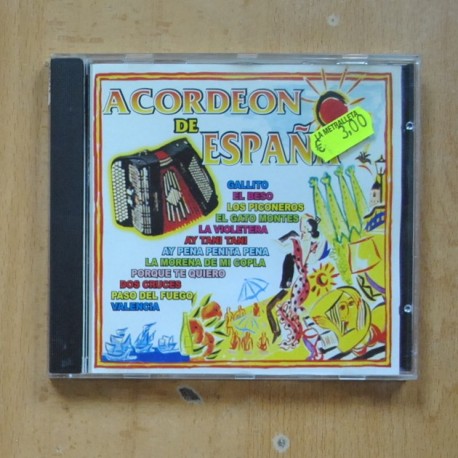 ACORDEON
DE
ESPAÑA
LA METRALLETA
€ 3,00
GALLITO
EL BESO
LOS PICONEROS
EL GATO MONTES
LA VIOLETERA
AY TANI TANI
AY PENA PENITA PENA
LA MORENA DE MI COPLA
PORQUE TE QUIERO
DOS CRUCES
PASO DEL FUEGO
VALENCIA